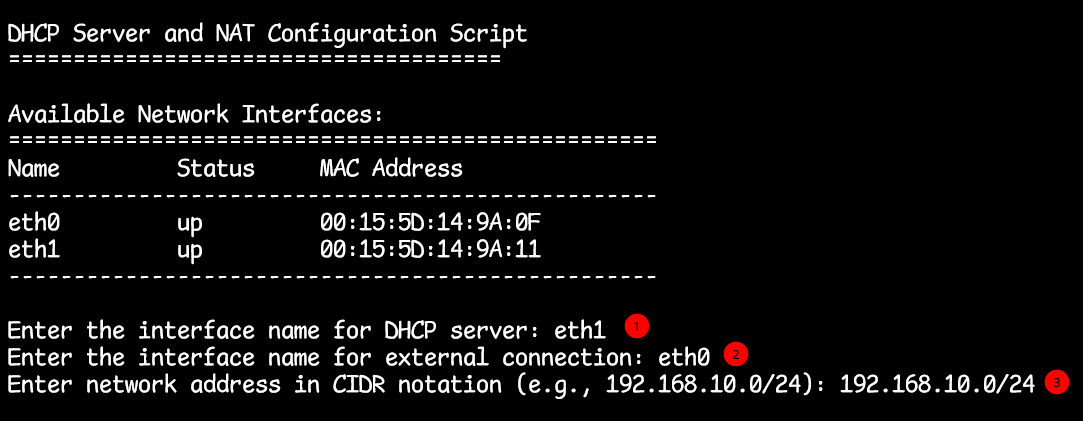 DHCP Server and NAT Configuration Script
======================================
Available Network Interfaces:
==================================================
Name Status MAC Address
--------------------------------------------------
eth0 up 00:15:5D:14:9A:0F
eth1 up 00:15:5D:14:9A:11
--------------------------------------------------
Enter the interface name for DHCP server: eth1 1
Enter the interface name for external connection: eth0 2
Enter network address in CIDR notation (e.g., 192.168.10.0/24): 192.168.10.0/24 3